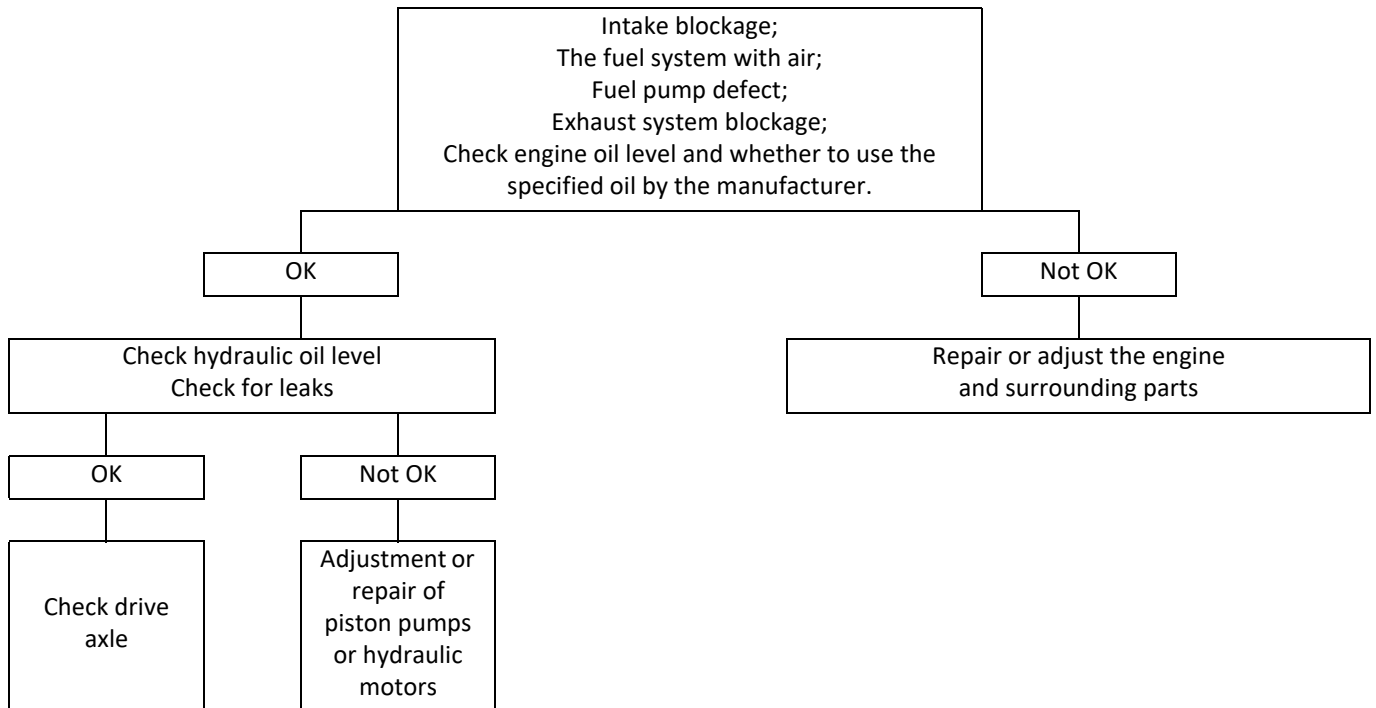 Intake blockage;
The fuel system with air;
Fuel pump defect;
Exhaust system blockage;
Check engine oil level and whether to use the
specified oil by the manufacturer.
OK
Not OK
Check hydraulic oil level
Check for leaks
Repair or adjust the engine
and surrounding parts
OK
Not OK
Check drive
axle
Adjustment or
repair of
piston pumps
or hydraulic
motors